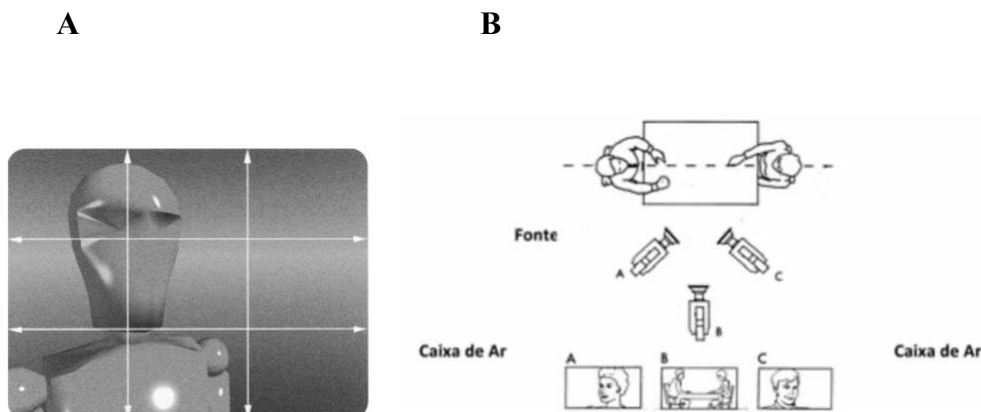 A B
Fonte
A
C
B
Caixa de Ar
Caixa de Ar
A B C